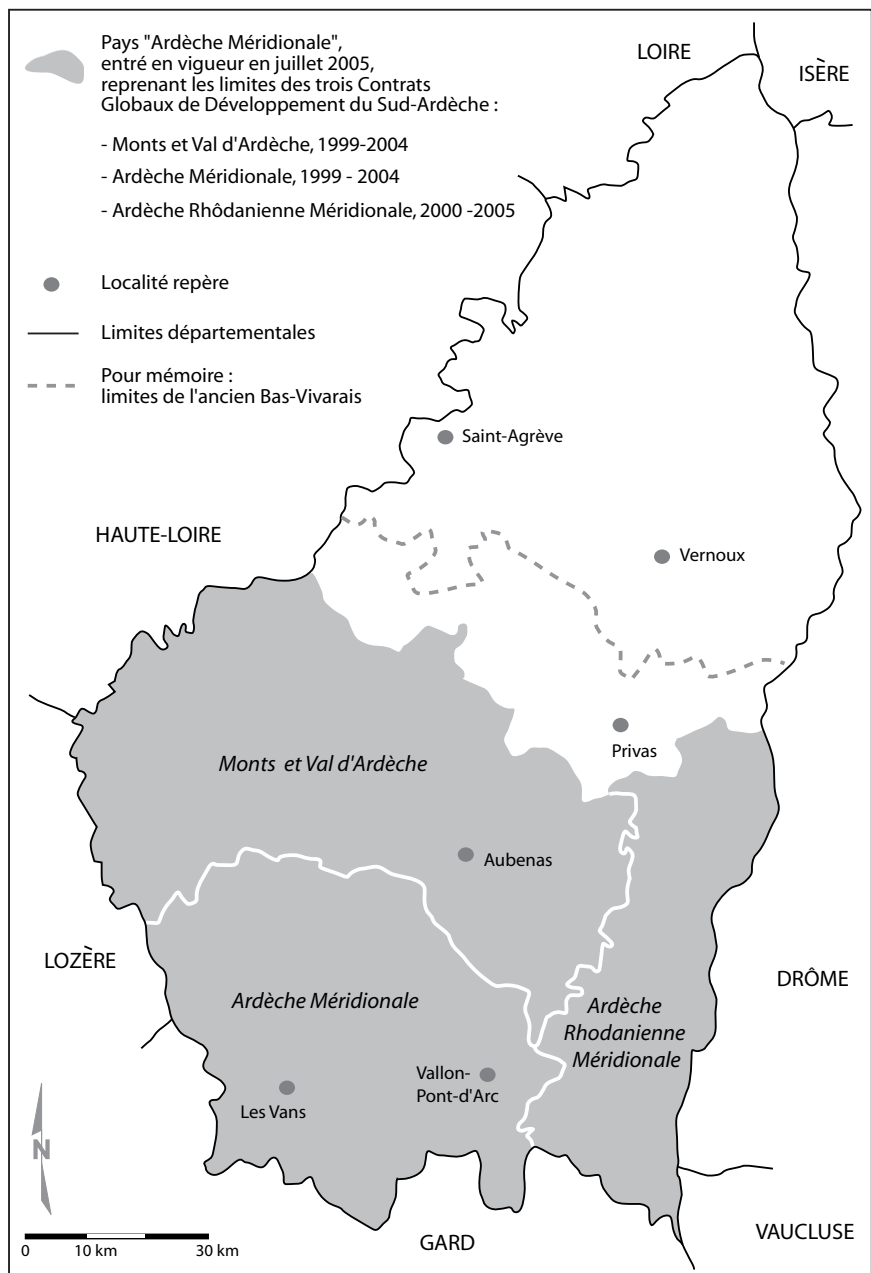 Pays "Ardèche Méridionale",
entré en vigueur en juillet 2005,
reprenant les limites des trois Contrats
Globaux de Développement du Sud-Ardèche :
- Monts et Val d'Ardèche, 1999-2004
- Ardèche Méridionale, 1999 - 2004
- Ardèche Rhôdanienne Méridionale, 2000 -2005
Localité repère
Limites départementales
Pour mémoire :
limites de l'ancien Bas-Vivarais
LOIRE
ISÈRE
Saint-Agrève
HAUTE-LOIRE
Vernoux
Privas
Monts et Val d'Ardèche
Aubenas
LOZÈRE
DRÔME
Ardèche Méridionale
Ardèche
Rhodanienne
Méridionale
Vallon-
Pont-d'Arc
Les Vans
N
0 10 km 30 km
GARD
VAUCLUSE